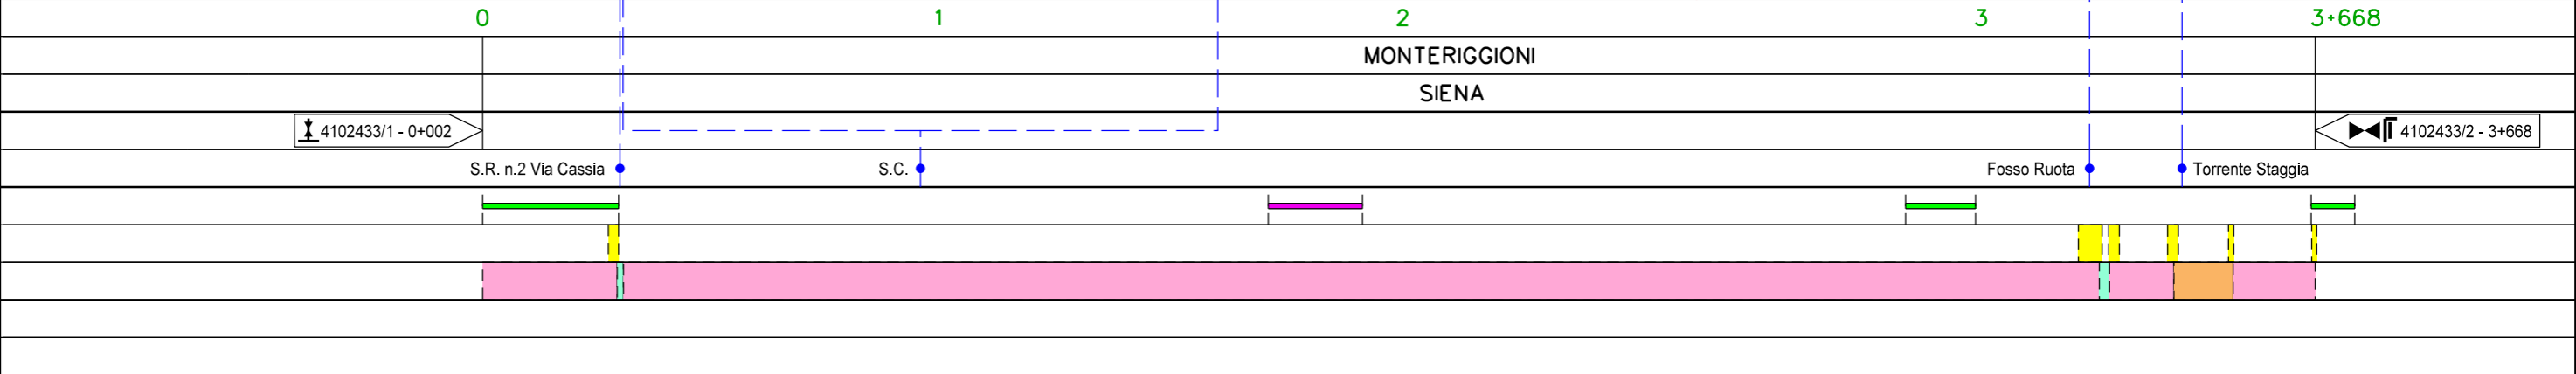 0 1 2 3 3+668
MONTERIGGIONI
SIENA
4102433/1 - 0+002 4102433/2 - 3+668
S.R. n.2 Via Cassia S.C. Fosso Ruota Torrente Staggia